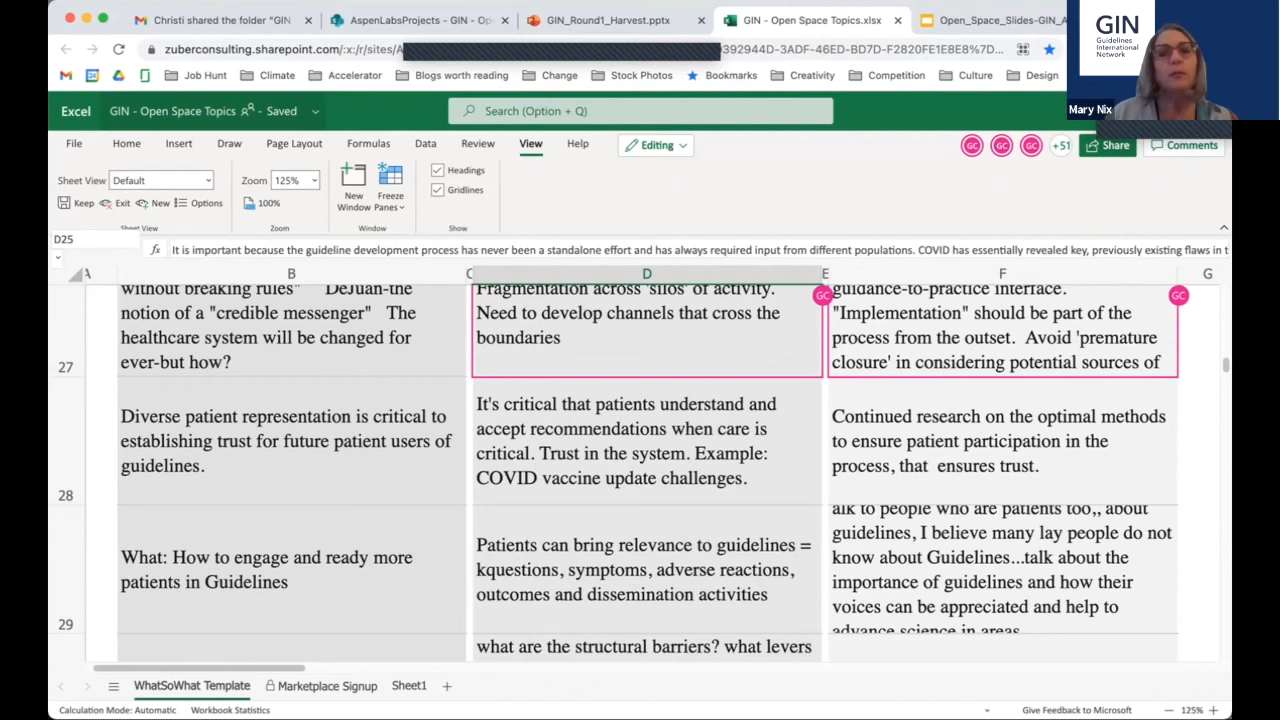 Christi shared the folder "GIN
AspenLabsProjects - GIN - Op
GIN_Round1_Harvest.pptx
GIN - Open Space Topics.xlsx
Open_Space_Slides-GIN_A
GIN
Guidelines
International
Network
Mary Nix
zuberconsulting.sharepoint.com/:x:/r/sites/A
392944D-3ADF-46ED-BD7D-F2820FE1E8E8%7D...
Job Hunt
Climate
Accelerator
Blogs worth reading
Change
Stock Photos
Bookmarks
Creativity
Competition
Culture
Design
Excel
GIN - Open Space Topics
- Saved
Search (Option + Q)
File
Home
Insert
Draw
Page Layout
Formulas
Data
Review
View
Help
Editing
GC
GC
GC
+51
Share
Comments
Sheet View
Default
Keep
Exit
New
Options
Sheet View
Zoom
125%
100%
Zoom
New
Window
Freeze
Panes
Window
Headings
Gridlines
Show
D25
fx
It is important because the guideline development process has never been a standalone effort and has always required input from different populations. COVID has essentially revealed key, previously existing flaws in t
A
B
C
D
E
F
G
27
without breaking rules" DeJuan-the
notion of a "credible messenger" The
healthcare system will be changed for
ever-but how?
Fragmentation across 'silos' of activity.
Need to develop channels that cross the
boundaries
GC
guidance-to-practice interface.
"Implementation" should be part of the
process from the outset. Avoid 'premature
closure' in considering potential sources of
GC
28
Diverse patient representation is critical to
establishing trust for future patient users of
guidelines.
It's critical that patients understand and
accept recommendations when care is
critical. Trust in the system. Example:
COVID vaccine update challenges.
Continued research on the optimal methods
to ensure patient participation in the
process, that ensures trust.
29
What: How to engage and ready more
patients in Guidelines
Patients can bring relevance to guidelines =
kquestions, symptoms, adverse reactions,
outcomes and dissemination activities
alk to people who are patients too,, about
guidelines, I believe many lay people do not
know about Guidelines...talk about the
importance of guidelines and how their
voices can be appreciated and help to
advance science in areas
what are the structural barriers? what levers
WhatSoWhat Template
Marketplace Signup
Sheet1
Calculation Mode: Automatic
Workbook Statistics
Give Feedback to Microsoft
125%